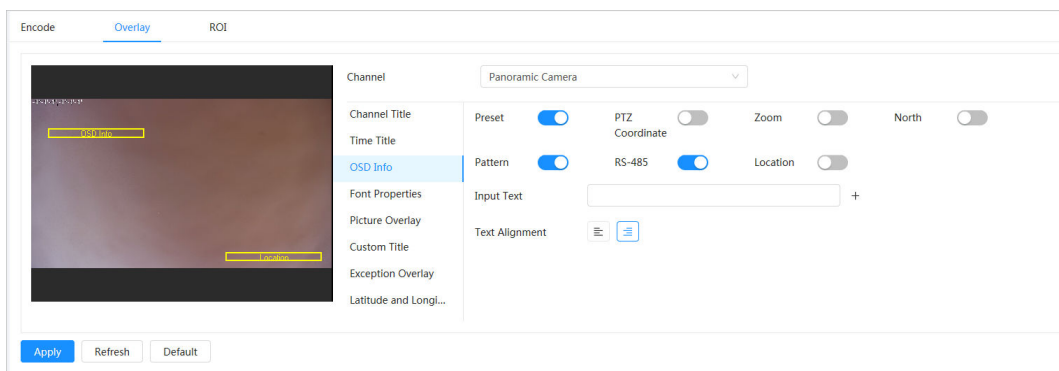 Encode Overlay ROI
Channel Panoramic Camera
OSD Info
Location
Channel Title
Time Title
OSD Info
Font Properties
Picture Overlay
Custom Title
Exception Overlay
Latitude and Longi...
Preset PTZ Coordinate Zoom North
Pattern RS-485 Location
Input Text +
Text Alignment
Apply Refresh Default